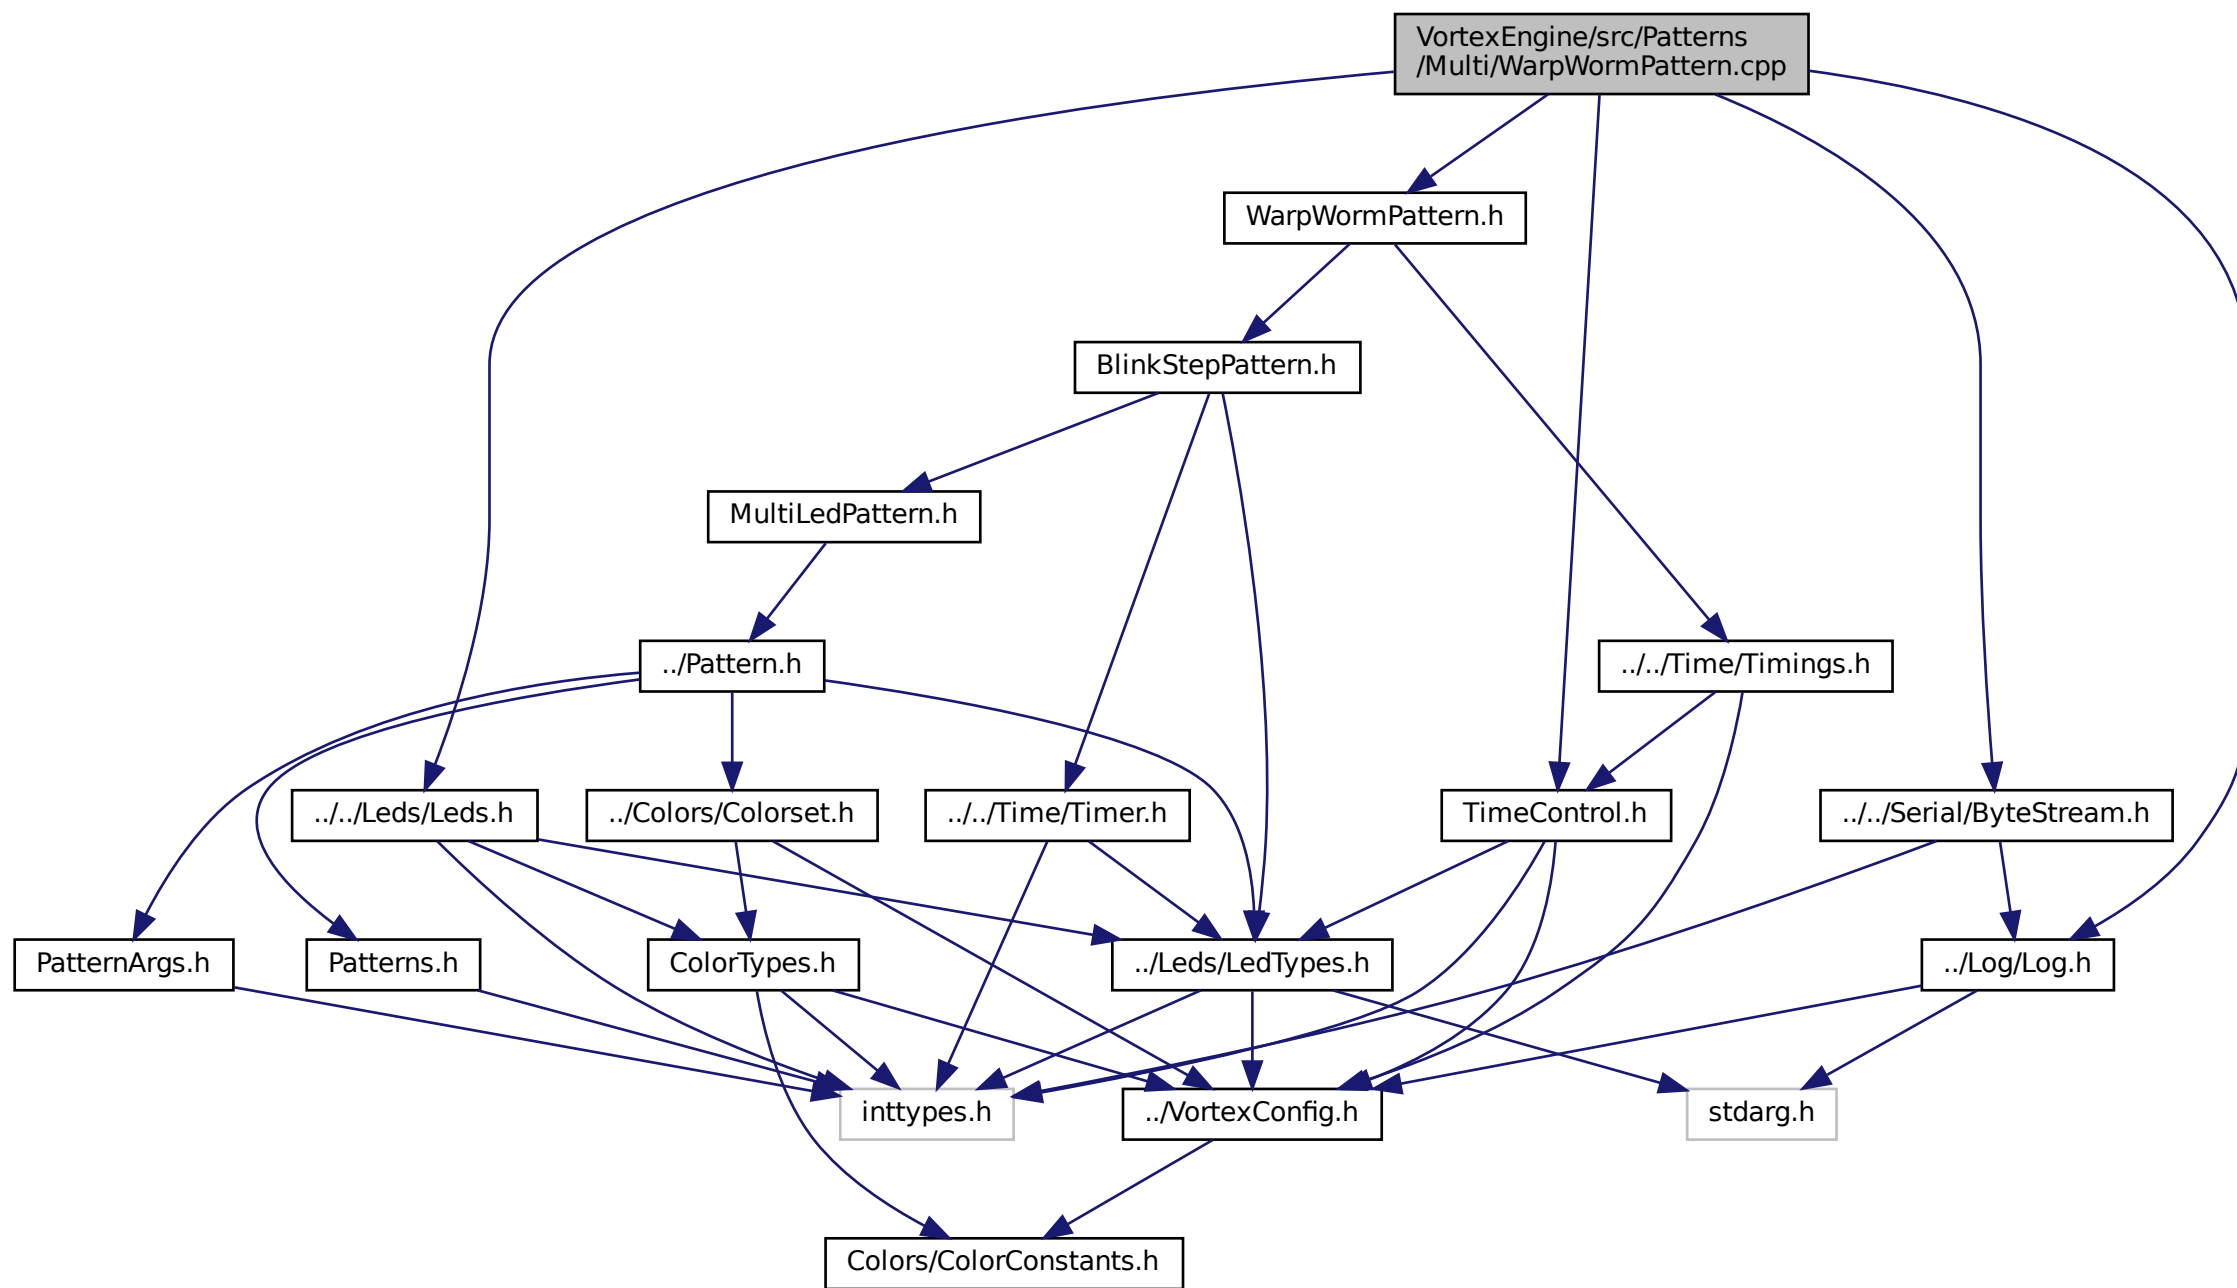 VortexEngine/src/Patterns
/Multi/WarpWormPattern.cpp
WarpWormPattern.h
BlinkStepPattern.h
MultiLedPattern.h
../Pattern.h
../../Time/Timings.h
../../Leds/Leds.h
../Colors/Colorset.h
../../Time/Timer.h
TimeControl.h
../../Serial/ByteStream.h
PatternArgs.h
Patterns.h
ColorTypes.h
../Leds/LedTypes.h
../Log/Log.h
inttypes.h
../VortexConfig.h
stdarg.h
Colors/ColorConstants.h